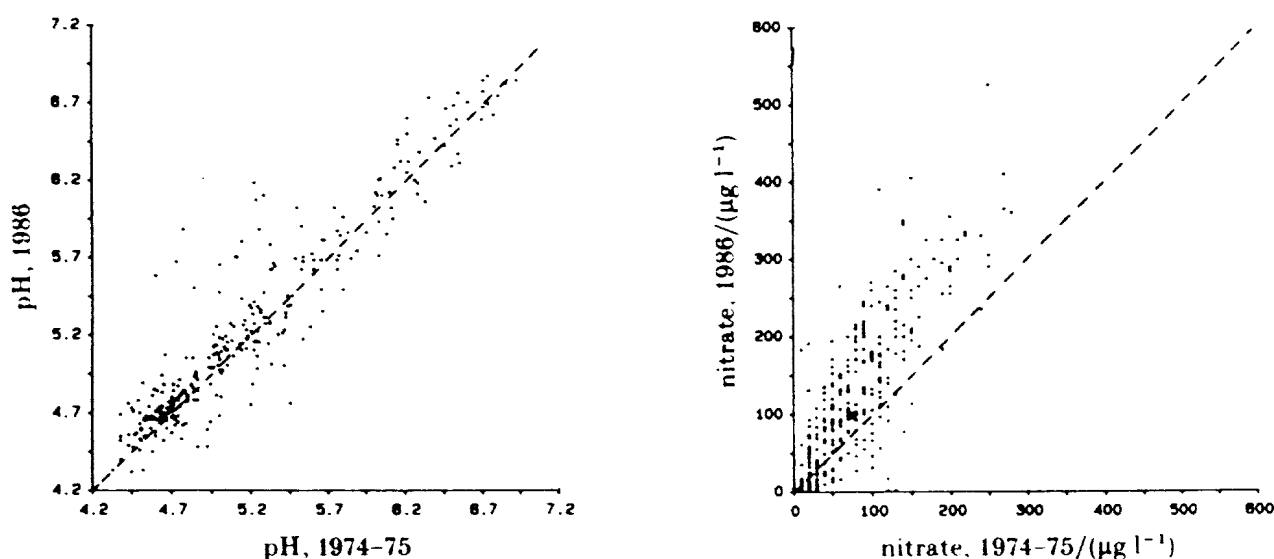 7.2
6.7
6.2
5.7
5.2
4.7
4.2
pH, 1986
4.2 4.7 5.2 5.7 6.2 6.7 7.2
pH, 1974-75
600
500
400
300
200
100
0
nitrate, 1986/(µg l⁻¹)
0 100 200 300 400 500 600
nitrate, 1974-75/(µg l⁻¹)